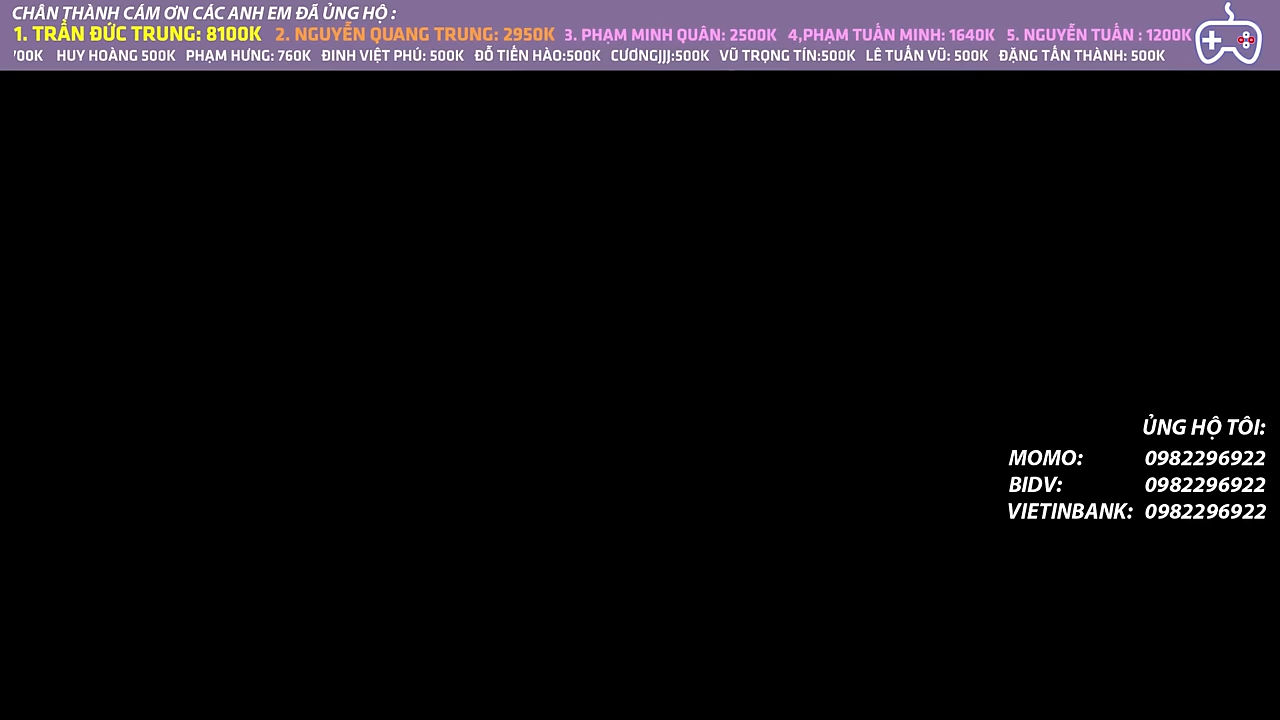 CHÂN THÀNH CÁM ƠN CÁC ANH EM ĐÃ ỦNG HỘ :
1. TRẦN ĐỨC TRUNG: 8100K 2. NGUYỄN QUANG TRUNG: 2950K 3. PHẠM MINH QUÂN: 2500K 4,PHẠM TUẤN MINH: 1640K 5. NGUYỄN TUẤN : 1200K
00K HUY HOÀNG 500K PHẠM HƯNG: 760K ĐINH VIỆT PHÚ: 500K ĐỖ TIẾN HÀO:500K CƯƠNGJJJ:500K VŨ TRỌNG TÍN:500K LÊ TUẤN VŨ: 500K ĐẶNG TẤN THÀNH: 500K
ỦNG HỘ TÔI:
MOMO: 0982296922
BIDV: 0982296922
VIETINBANK: 0982296922